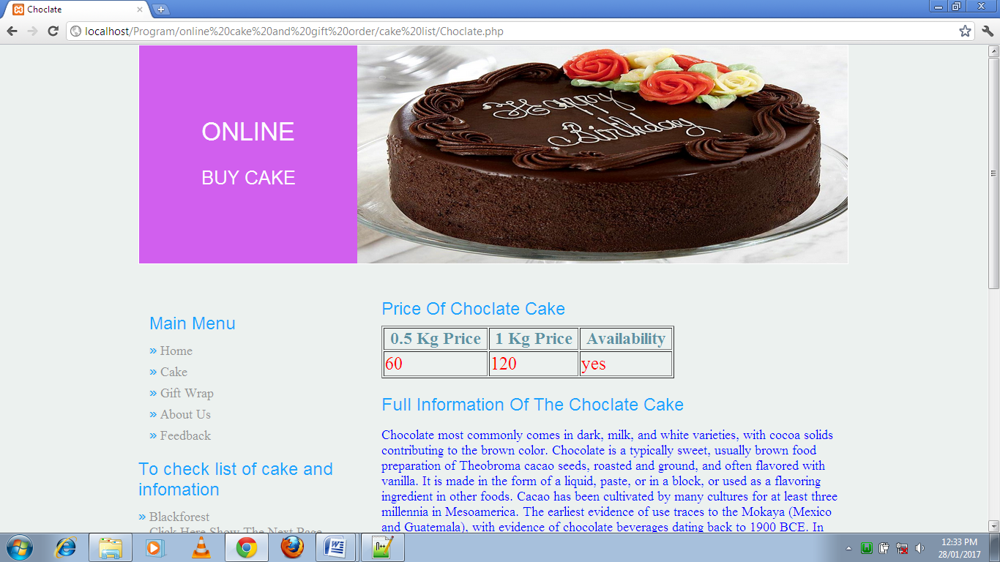 Choclate
localhost/Program/online%20cake%20and%20gift%20order/cake%20list/Choclate.php
ONLINE
BUY CAKE
Happy
Birthday
Main Menu
» Home
» Cake
» Gift Wrap
» About Us
» Feedback
To check list of cake and
infomation
» Blackforest
Click Here Show The Next Page
Price Of Choclate Cake
0.5 Kg Price 1 Kg Price Availability
60 120 yes
Full Information Of The Choclate Cake
Chocolate most commonly comes in dark, milk, and white varieties, with cocoa solids
contributing to the brown color. Chocolate is a typically sweet, usually brown food
preparation of Theobroma cacao seeds, roasted and ground, and often flavored with
vanilla. It is made in the form of a liquid, paste, or in a block, or used as a flavoring
ingredient in other foods. Cacao has been cultivated by many cultures for at least three
millennia in Mesoamerica. The earliest evidence of use traces to the Mokaya (Mexico
and Guatemala), with evidence of chocolate beverages dating back to 1900 BCE. In
12:33 PM
28/01/2017